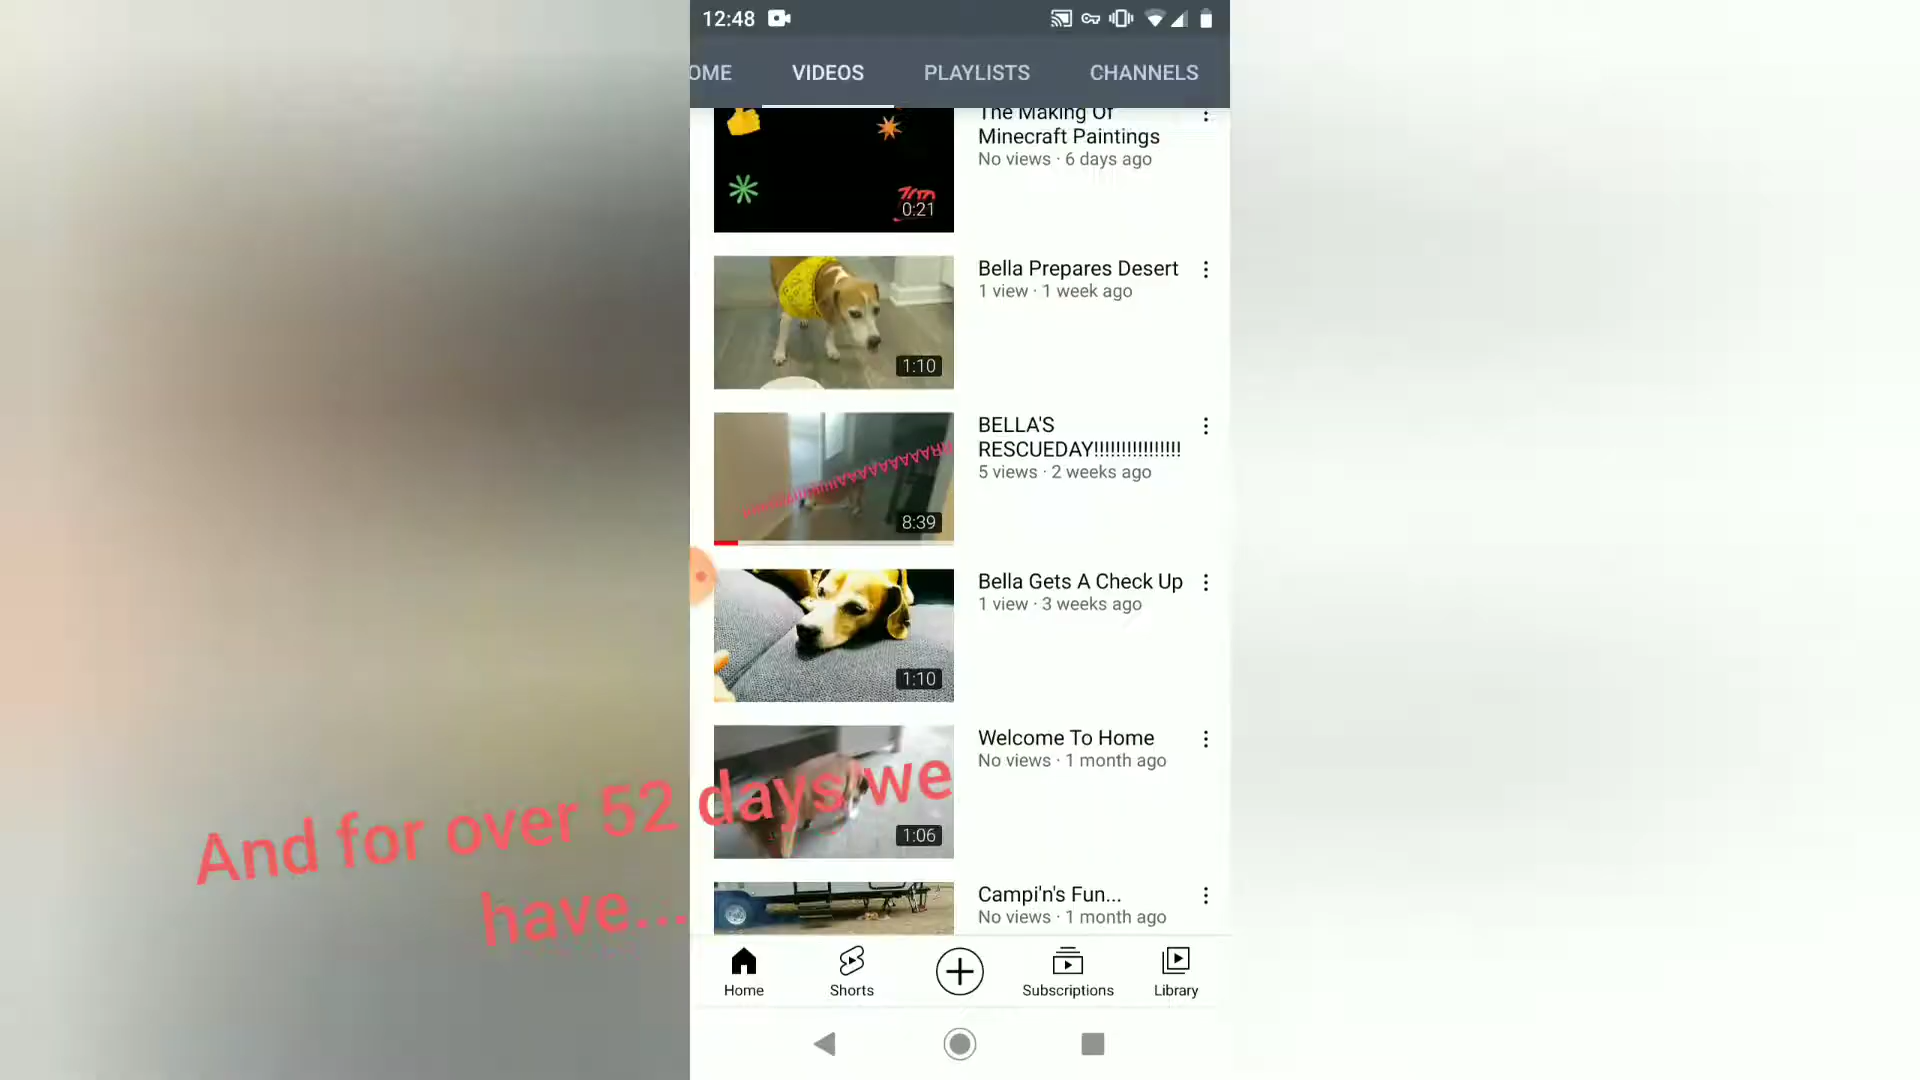 12:48
OME VIDEOS PLAYLISTS CHANNELS
The Making Of
Minecraft Paintings
No views · 6 days ago
0:21
Bella Prepares Desert
1 view · 1 week ago
1:10
BELLA'S
RESCUEDAY!!!!!!!!!!!!!!!!
5 views · 2 weeks ago
8:39
Bella Gets A Check Up
1 view · 3 weeks ago
1:10
Welcome To Home
No views · 1 month ago
1:06
And for over 52 days we
have...
Campi'n's Fun...
No views · 1 month ago
Home Shorts Subscriptions Library